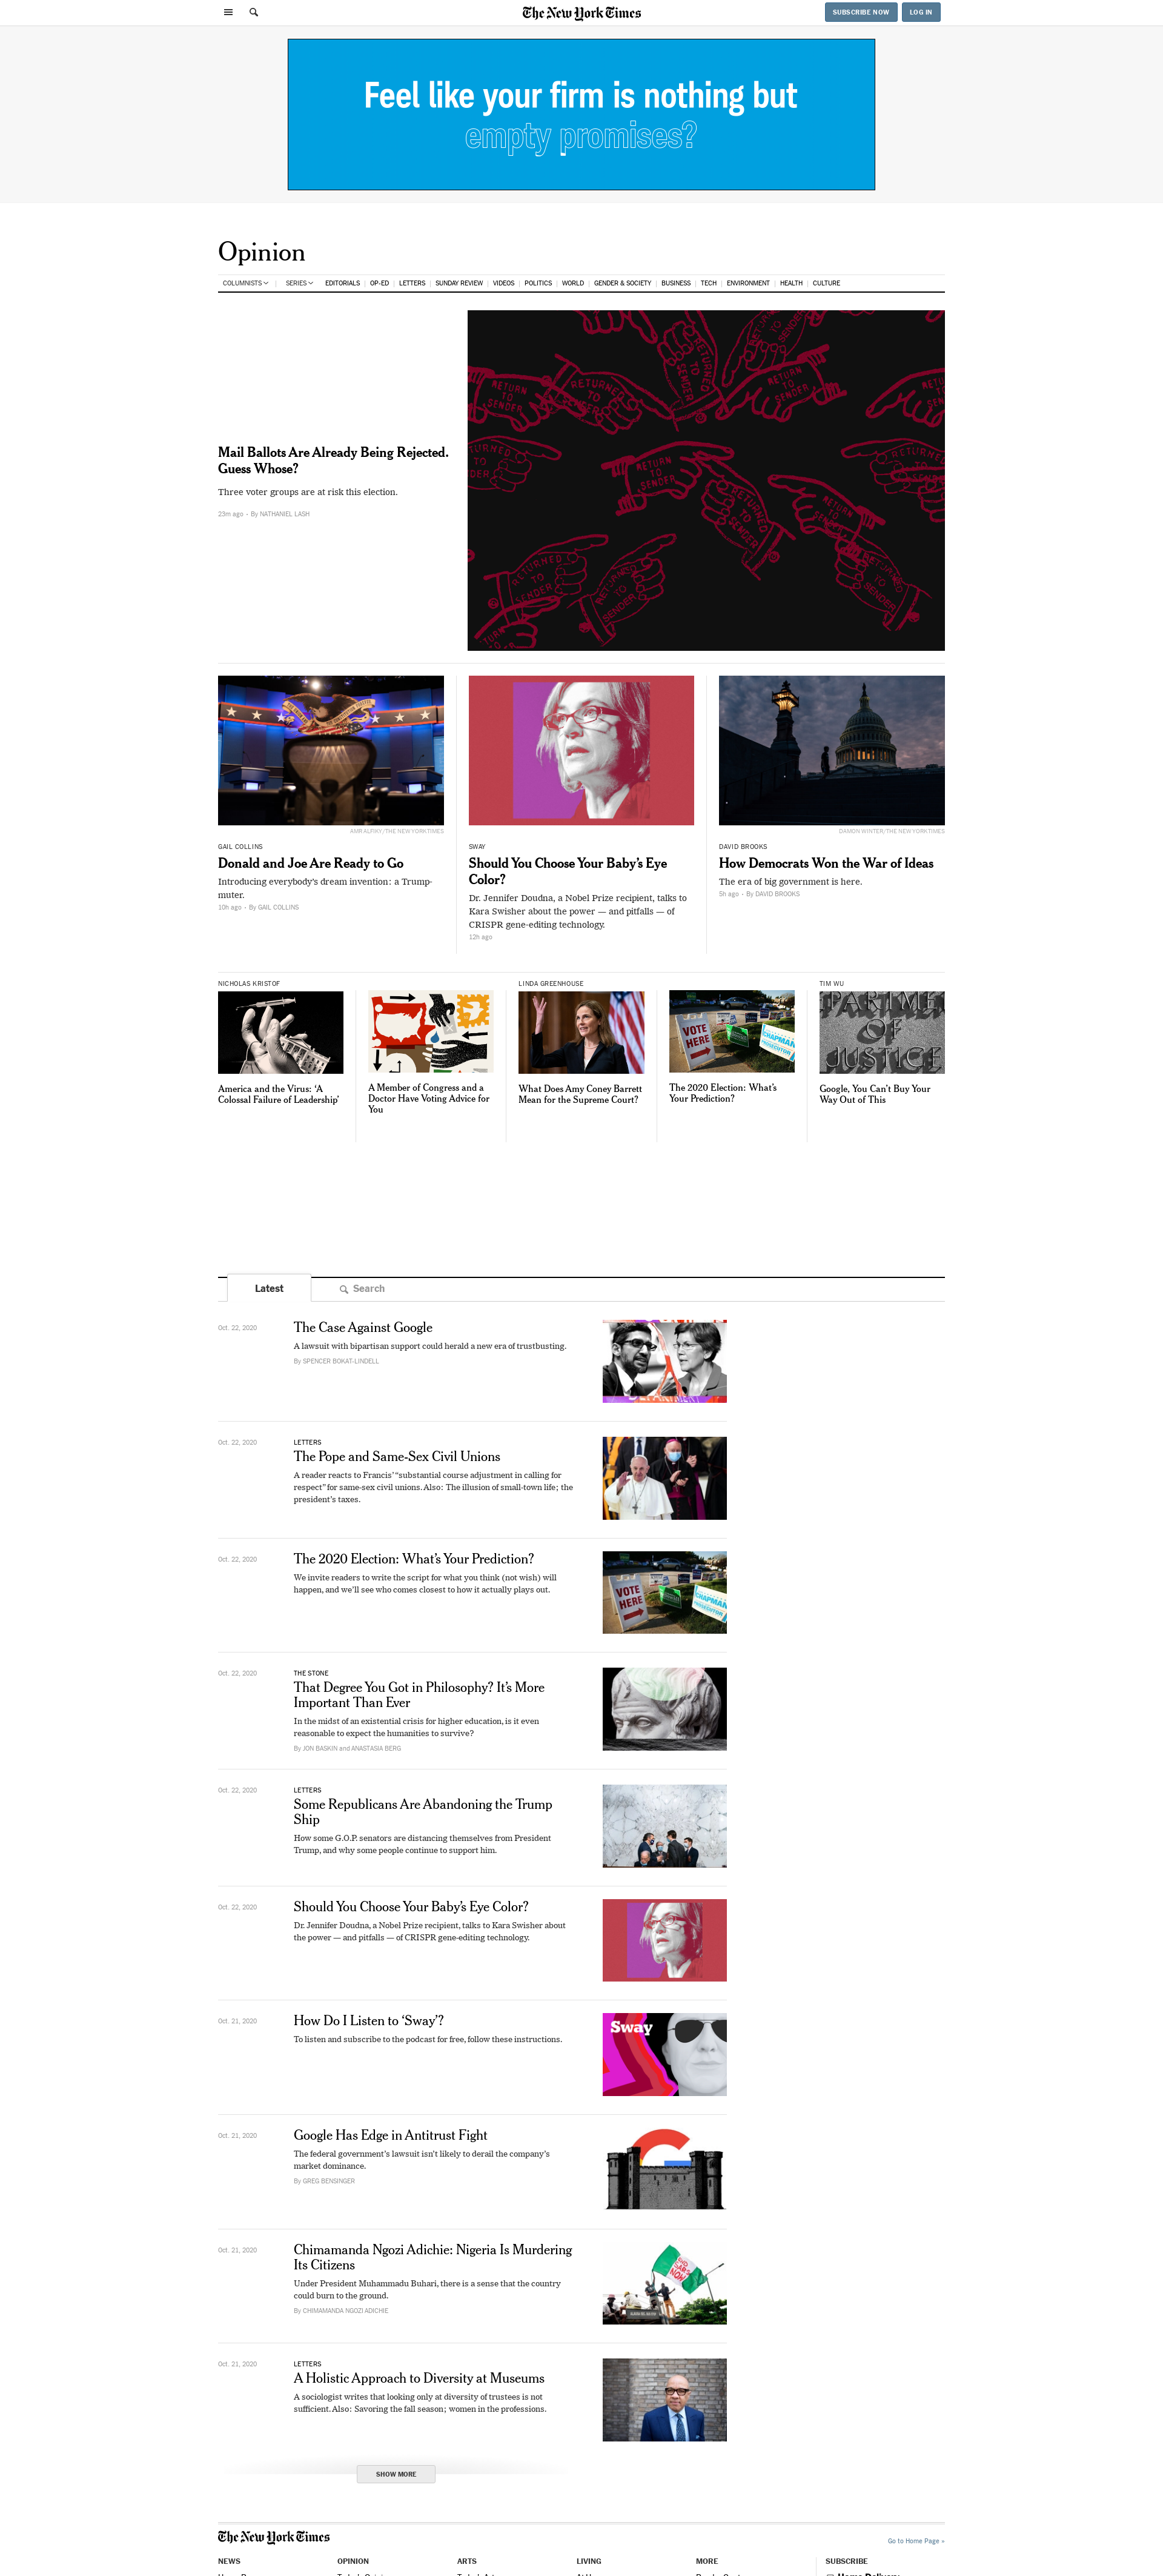 The New York Times
SUBSCRIBE NOW
LOG IN
Feel like your firm is nothing but
empty promises?
Opinion
COLUMNISTS
SERIES
EDITORIALS
OP-ED
LETTERS
SUNDAY REVIEW
VIDEOS
POLITICS
WORLD
GENDER & SOCIETY
BUSINESS
TECH
ENVIRONMENT
HEALTH
CULTURE
Mail Ballots Are Already Being Rejected.
Guess Whose?
Three voter groups are at risk this election.
23m ago - By NATHANIEL LASH
RETURN TO SENDER
AMR ALFIKY/THE NEW YORK TIMES
GAIL COLLINS
Donald and Joe Are Ready to Go
Introducing everybody's dream invention: a Trump-
muter.
10h ago - By GAIL COLLINS
SWAY
Should You Choose Your Baby's Eye
Color?
Dr. Jennifer Doudna, a Nobel Prize recipient, talks to
Kara Swisher about the power — and pitfalls — of
CRISPR gene-editing technology.
12h ago
DAMON WINTER/THE NEW YORK TIMES
DAVID BROOKS
How Democrats Won the War of Ideas
The era of big government is here.
5h ago - By DAVID BROOKS
NICHOLAS KRISTOF
America and the Virus: 'A
Colossal Failure of Leadership'
A Member of Congress and a
Doctor Have Voting Advice for
You
LINDA GREENHOUSE
What Does Amy Coney Barrett
Mean for the Supreme Court?
VOTE
HERE
CHAPMAN
PROSECUTOR
The 2020 Election: What's
Your Prediction?
TIM WU
PARTME
OF
JUSTICE
Google, You Can't Buy Your
Way Out of This
Latest
Search
Oct. 22, 2020
The Case Against Google
A lawsuit with bipartisan support could herald a new era of trustbusting.
By SPENCER BOKAT-LINDELL
Oct. 22, 2020
LETTERS
The Pope and Same-Sex Civil Unions
A reader reacts to Francis' "substantial course adjustment in calling for
respect" for same-sex civil unions. Also: The illusion of small-town life; the
president's taxes.
Oct. 22, 2020
The 2020 Election: What's Your Prediction?
We invite readers to write the script for what you think (not wish) will
happen, and we'll see who comes closest to how it actually plays out.
VOTE
HERE
CHAPMAN
PROSECUTOR
Oct. 22, 2020
THE STONE
That Degree You Got in Philosophy? It's More
Important Than Ever
In the midst of an existential crisis for higher education, is it even
reasonable to expect the humanities to survive?
By JON BASKIN and ANASTASIA BERG
Oct. 22, 2020
LETTERS
Some Republicans Are Abandoning the Trump
Ship
How some G.O.P. senators are distancing themselves from President
Trump, and why some people continue to support him.
Oct. 22, 2020
Should You Choose Your Baby's Eye Color?
Dr. Jennifer Doudna, a Nobel Prize recipient, talks to Kara Swisher about
the power — and pitfalls — of CRISPR gene-editing technology.
Oct. 21, 2020
How Do I Listen to 'Sway'?
To listen and subscribe to the podcast for free, follow these instructions.
Sway
Oct. 21, 2020
Google Has Edge in Antitrust Fight
The federal government's lawsuit isn't likely to derail the company's
market dominance.
By GREG BENSINGER
Oct. 21, 2020
Chimamanda Ngozi Adichie: Nigeria Is Murdering
Its Citizens
Under President Muhammadu Buhari, there is a sense that the country
could burn to the ground.
By CHIMAMANDA NGOZI ADICHIE
Oct. 21, 2020
LETTERS
A Holistic Approach to Diversity at Museums
A sociologist writes that looking only at diversity of trustees is not
sufficient. Also: Savoring the fall season; women in the professions.
SHOW MORE
The New York Times
Go to Home Page »
NEWS
OPINION
ARTS
LIVING
MORE
SUBSCRIBE